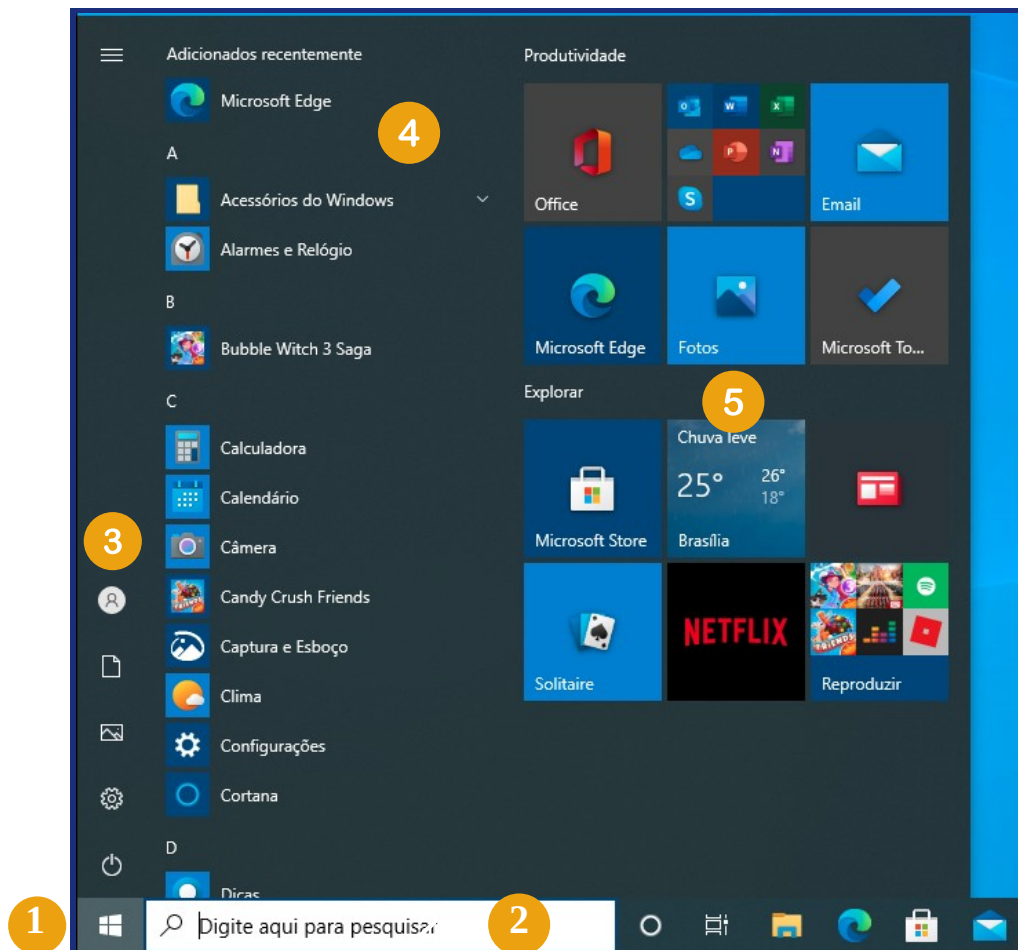 Adicionados recentemente
Microsoft Edge
4
A
Acessórios do Windows
Alarmes e Relógio
B
Bubble Witch 3 Saga
C
Calculadora
Calendário
3
Câmera
Candy Crush Friends
Captura e Esboço
Clima
Configurações
Cortana
D
Dicas
Produtividade
Office
Email
Microsoft Edge
Fotos
Microsoft To...
Explorar
5
Microsoft Store
Chuva leve
25° 26°
18°
Brasília
Solitaire
NETFLIX
Reproduzir
1
Digite aqui para pesquisar
2